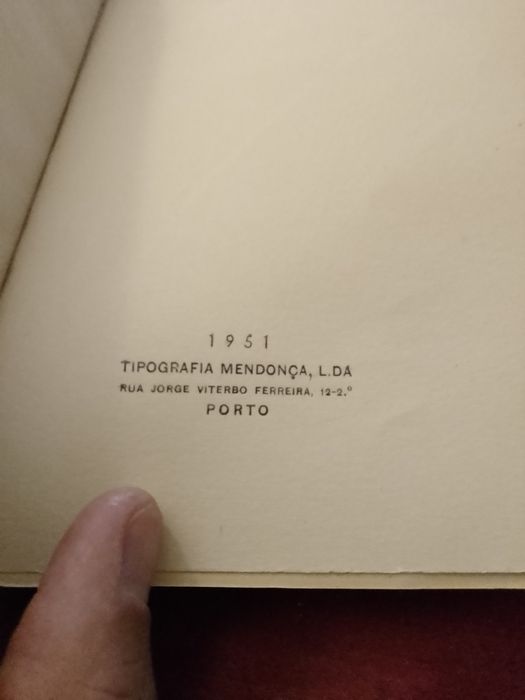 1951
TIPOGRAFIA MENDONÇA, L.DA
RUA JORGE VITERBO FERREIRA, 12-2.º
PORTO